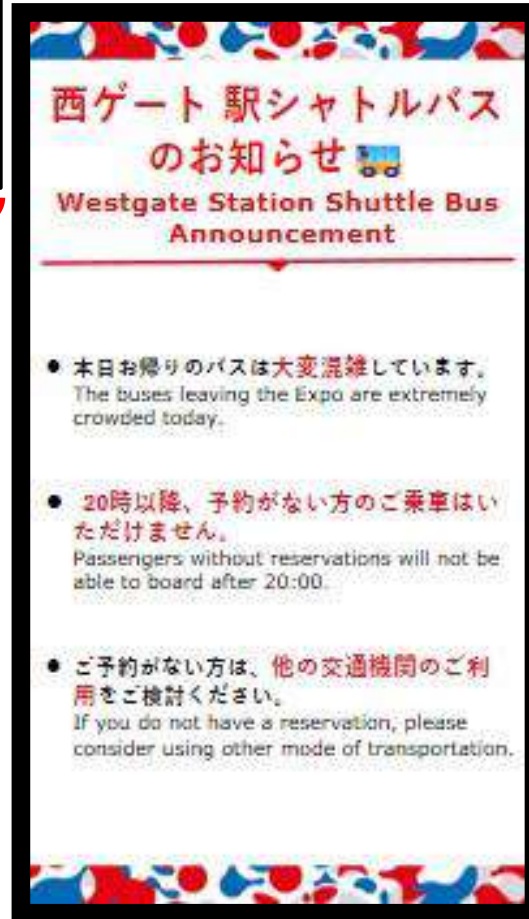 西ゲート 駅シャトルバス
のお知らせ
Westgate Station Shuttle Bus
Announcement
● 本日お帰りのバスは大変混雑しています。
The buses leaving the Expo are extremely
crowded today.
● 20時以降、予約がない方のご乗車はい
ただけません。
Passengers without reservations will not be
able to board after 20:00.
● ご予約がない方は、他の交通機関のご利
用をご検討ください。
If you do not have a reservation, please
consider using other mode of transportation.